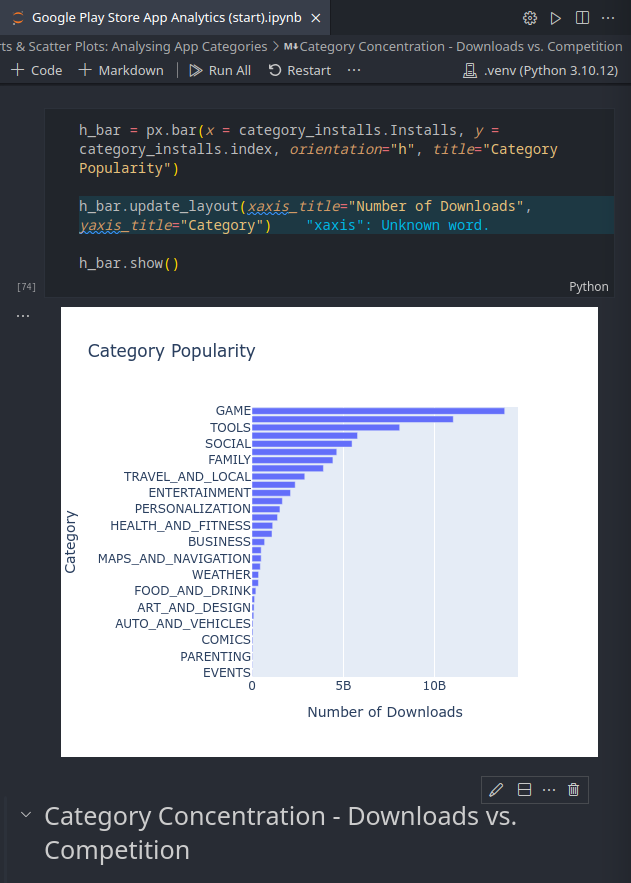 Google Play Store App Analytics (start).ipynb
rts & Scatter Plots: Analysing App Categories > M↓Category Concentration - Downloads vs. Competition
+ Code + Markdown Run All Restart ... .venv (Python 3.10.12)
h_bar = px.bar(x = category_installs.Installs, y =
category_installs.index, orientation="h", title="Category
Popularity")
h_bar.update_layout(xaxis_title="Number of Downloads",
yaxis_title="Category") "xaxis": Unknown word.
h_bar.show()
[74]
Python
...
Category Popularity
GAME
TOOLS
SOCIAL
FAMILY
TRAVEL_AND_LOCAL
ENTERTAINMENT
PERSONALIZATION
HEALTH_AND_FITNESS
BUSINESS
MAPS_AND_NAVIGATION
WEATHER
FOOD_AND_DRINK
ART_AND_DESIGN
AUTO_AND_VEHICLES
COMICS
PARENTING
EVENTS
Category
0 5B 10B
Number of Downloads
Category Concentration - Downloads vs.
Competition